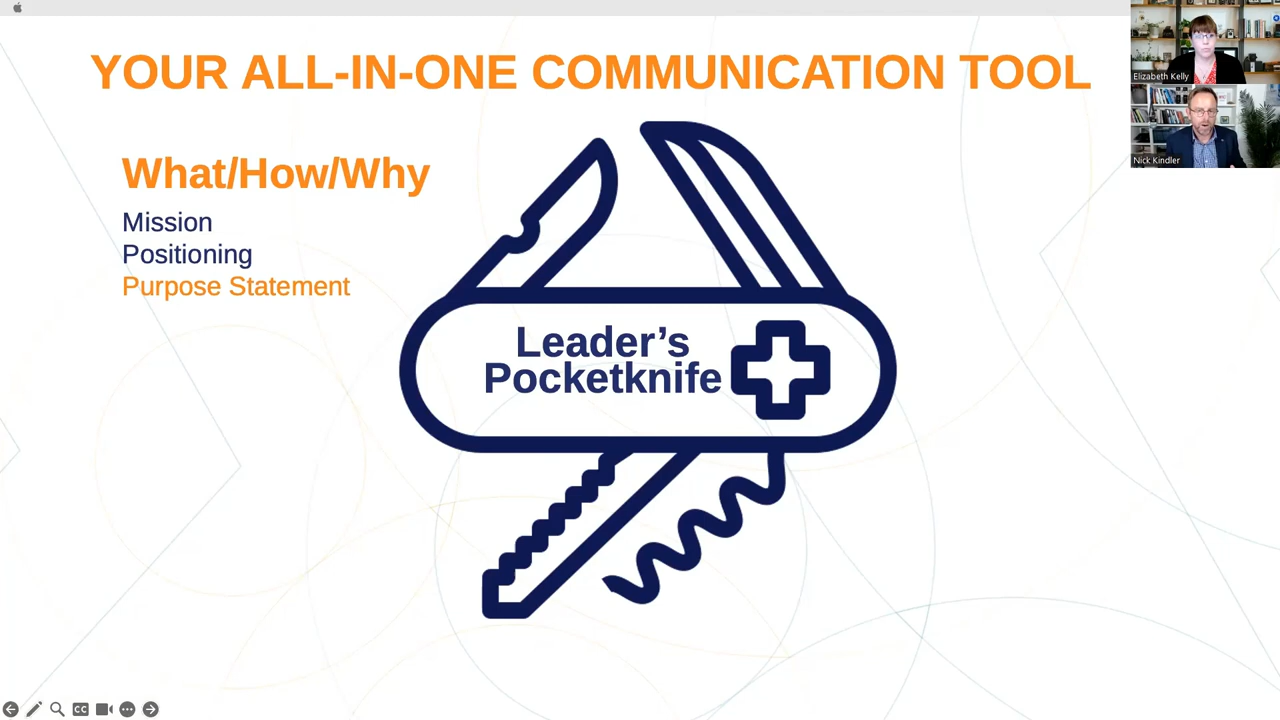 YOUR ALL-IN-ONE COMMUNICATION TOOL
What/How/Why
Mission
Positioning
Purpose Statement
Leader’s
Pocketknife
Elizabeth Kelly
Nick Kindler
CC